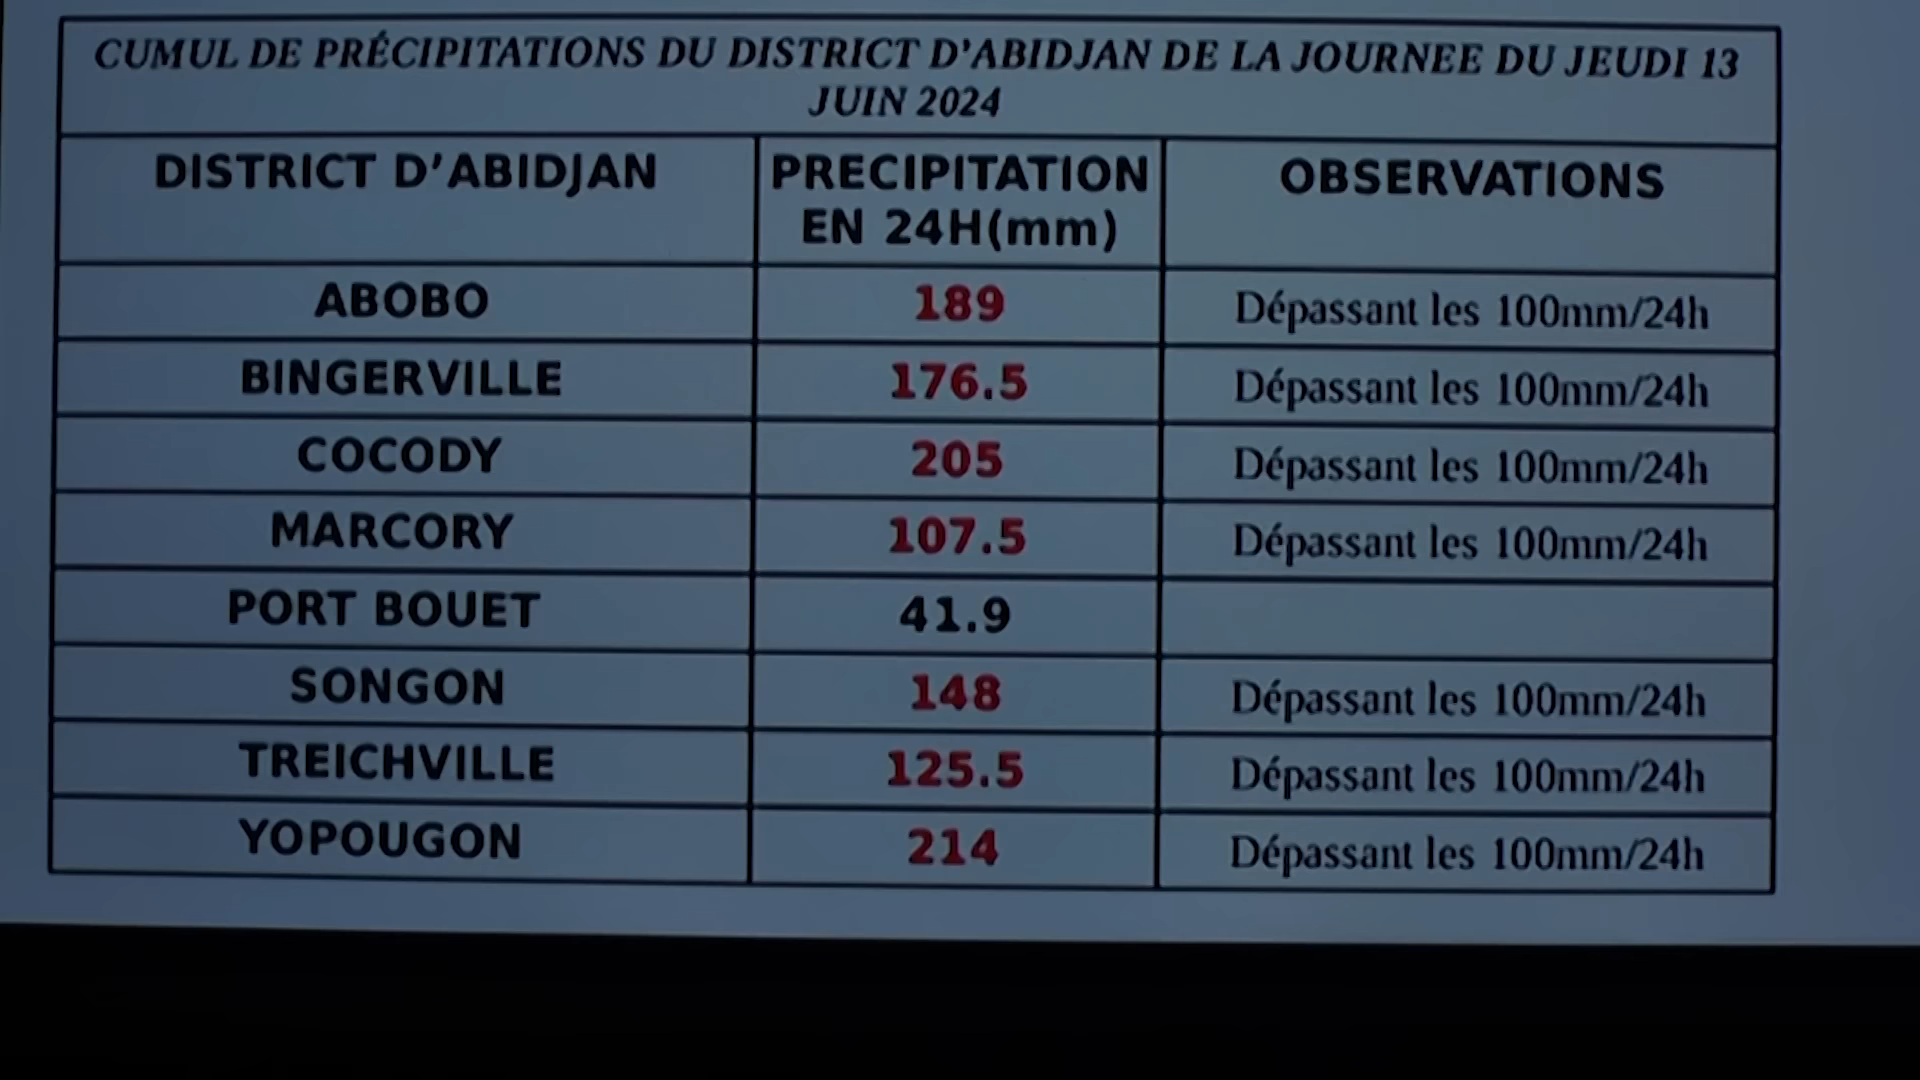 CUMUL DE PRÉCIPITATIONS DU DISTRICT D'ABIDJAN DE LA JOURNEE DU JEUDI 13
JUIN 2024
DISTRICT D'ABIDJAN PRECIPITATION OBSERVATIONS
EN 24H(mm)
ABOBO 189 Dépassant les 100mm/24h
BINGERVILLE 176.5 Dépassant les 100mm/24h
COCODY 205 Dépassant les 100mm/24h
MARCORY 107.5 Dépassant les 100mm/24h
PORT BOUET 41.9
SONGON 148 Dépassant les 100mm/24h
TREICHVILLE 125.5 Dépassant les 100mm/24h
YOPOUGON 214 Dépassant les 100mm/24h